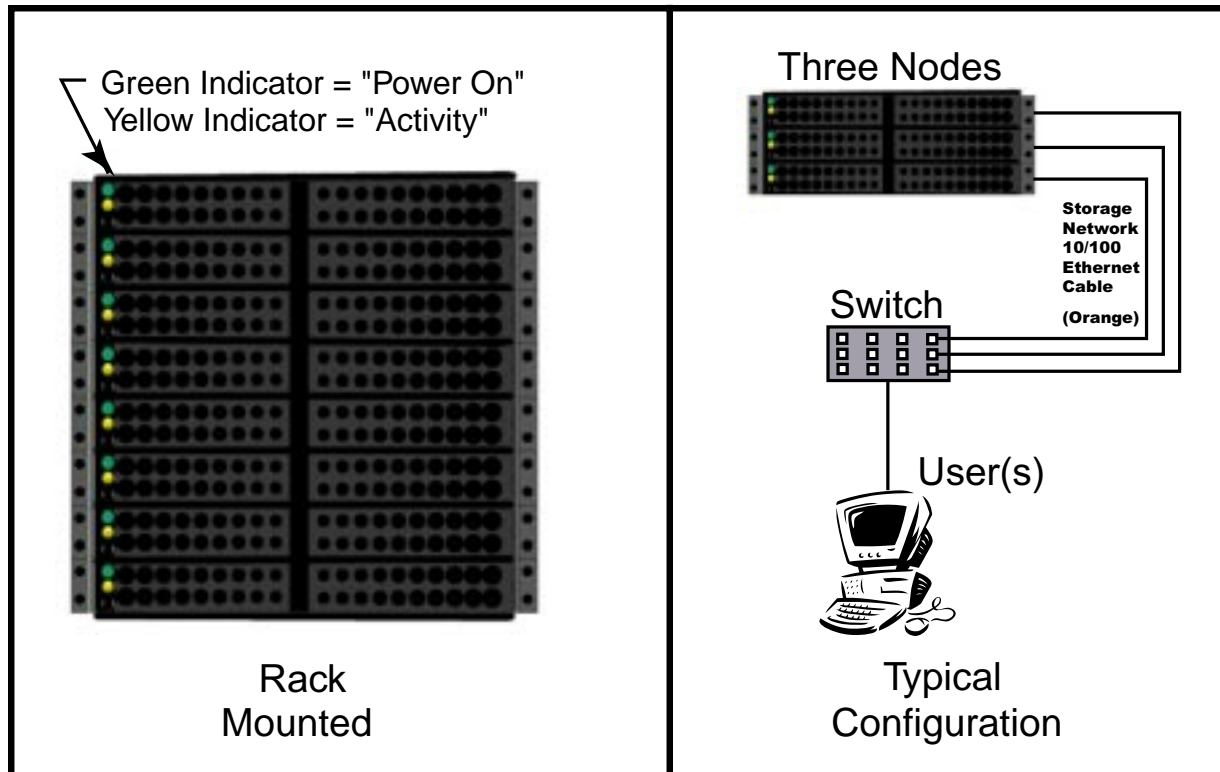 Green Indicator = "Power On"
Yellow Indicator = "Activity"
Rack
Mounted
Three Nodes
Storage
Network
10/100
Ethernet
Cable
(Orange)
Switch
User(s)
Typical
Configuration